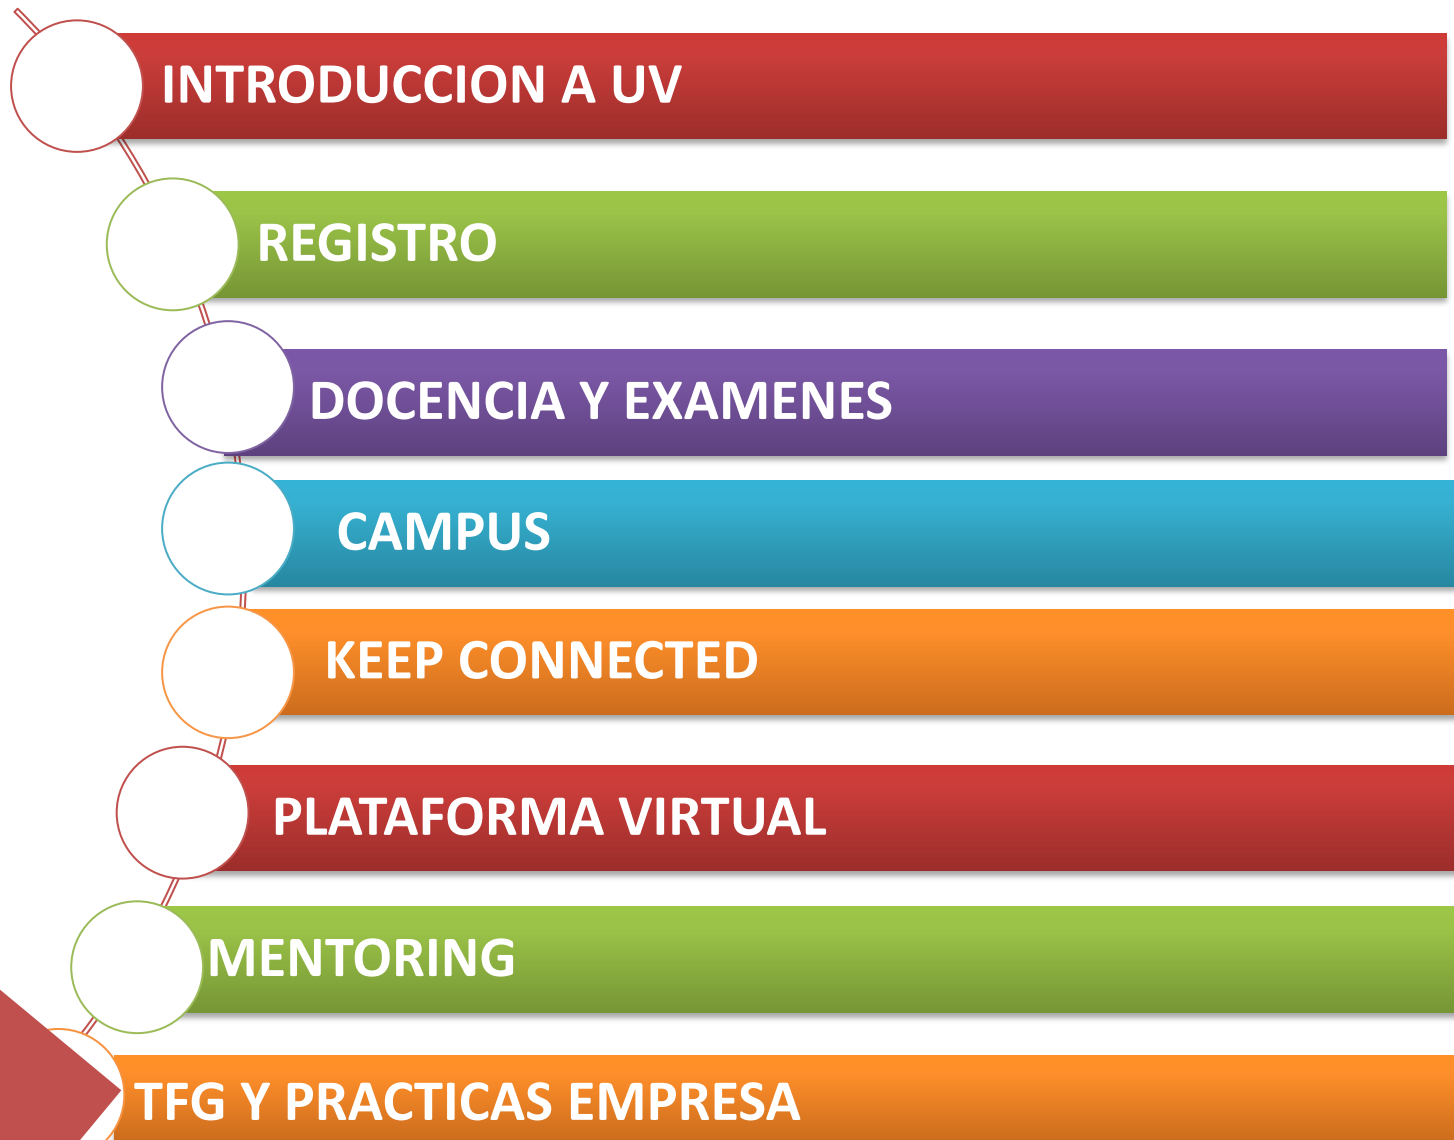 INTRODUCCION A UV
REGISTRO
DOCENCIA Y EXAMENES
CAMPUS
KEEP CONNECTED
PLATAFORMA VIRTUAL
MENTORING
TFG Y PRACTICAS EMPRESA